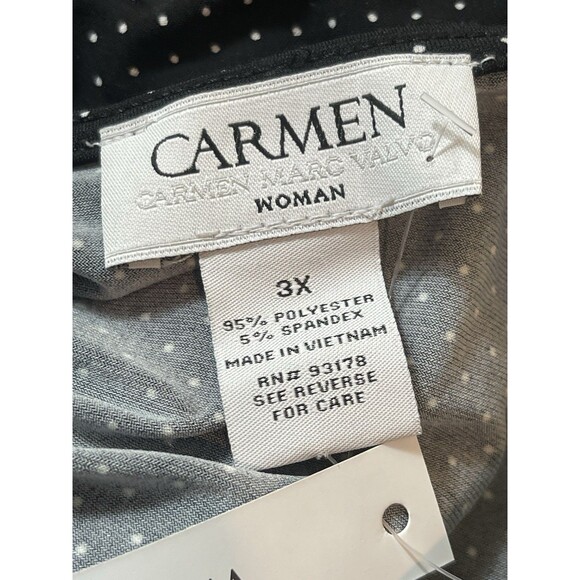 CARMEN
CARMEN MARC VALVO
WOMAN
3X
95% POLYESTER
5% SPANDEX
MADE IN VIETNAM
RN# 93178
SEE REVERSE
FOR CARE